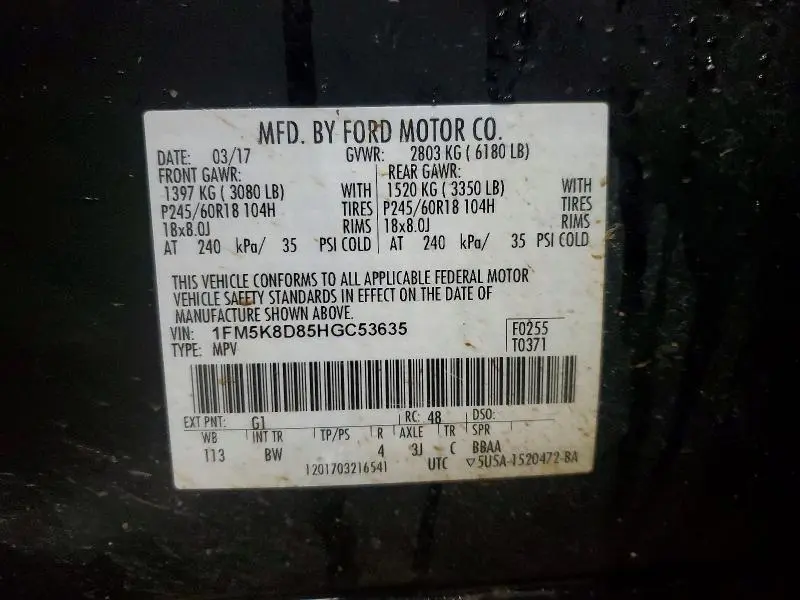 MFD. BY FORD MOTOR CO.
DATE: 03/17 GVWR: 2803 KG ( 6180 LB)
FRONT GAWR: REAR GAWR:
1397 KG ( 3080 LB) WITH 1520 KG ( 3350 LB) WITH
P245/60R18 104H TIRES P245/60R18 104H TIRES
18x8.0J RIMS 18x8.0J RIMS
AT 240 kPa/ 35 PSI COLD AT 240 kPa/ 35 PSI COLD
THIS VEHICLE CONFORMS TO ALL APPLICABLE FEDERAL MOTOR
VEHICLE SAFETY STANDARDS IN EFFECT ON THE DATE OF
MANUFACTURE SHOWN ABOVE.
VIN: 1FM5K8D85HGC53635 F0255
TYPE: MPV T0371
EXT PNT: G1 RC: 48 DSO:
WB INT TR TP/PS R AXLE TR SPR
113 BW 4 3J C BBAA
1201703216541 UTC ▽5U5A-1520472-BA